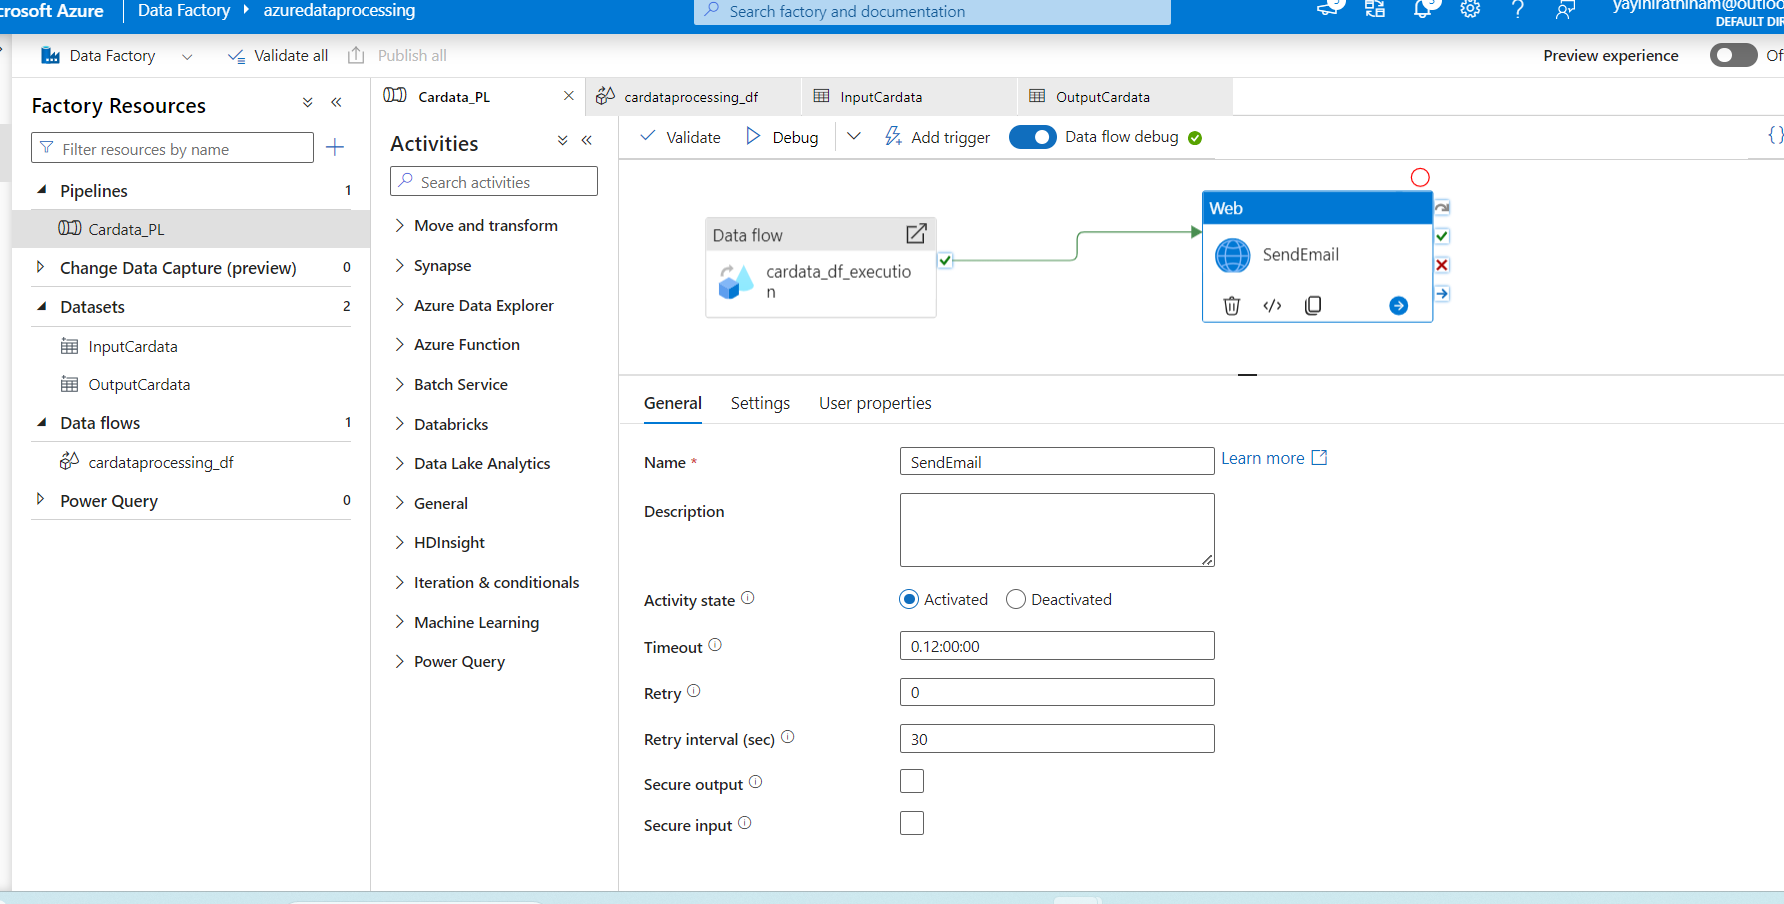 crosoft Azure
Data Factory
azuredataprocessing
Search factory and documentation
DEFAULT DIR
Data Factory
Validate all
Publish all
Preview experience
Of
Factory Resources
Filter resources by name
Pipelines 1
Cardata_PL
Change Data Capture (preview) 0
Datasets 2
InputCardata
OutputCardata
Data flows 1
cardataprocessing_df
Power Query 0
Cardata_PL
cardataprocessing_df
InputCardata
OutputCardata
Activities
Search activities
Move and transform
Synapse
Azure Data Explorer
Azure Function
Batch Service
Databricks
Data Lake Analytics
General
HDInsight
Iteration & conditionals
Machine Learning
Power Query
Validate
Debug
Add trigger
Data flow debug
Data flow
cardata_df_executio
n
Web
SendEmail
General
Settings
User properties
Name *
SendEmail
Learn more
Description
Activity state
Activated
Deactivated
Timeout
0.12:00:00
Retry
0
Retry interval (sec)
30
Secure output
Secure input